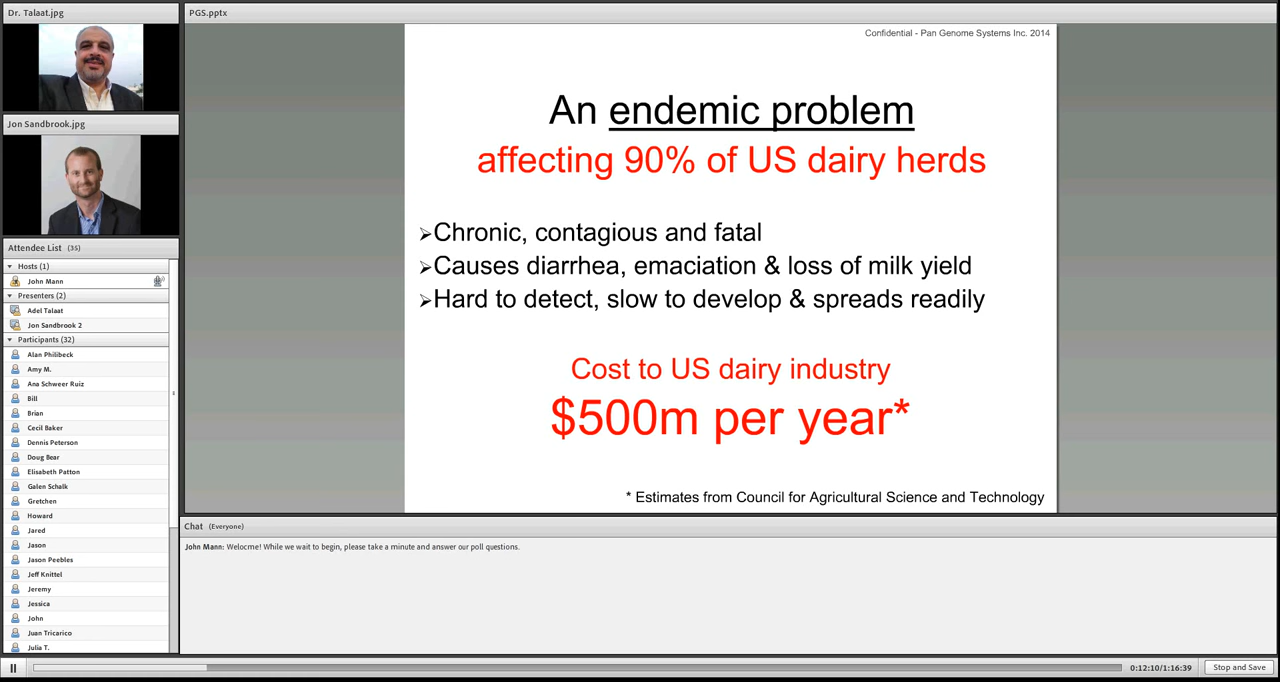 Dr. Talaat.jpg
Jon Sandbrook.jpg
Attendee List (35)
Hosts (1)
John Mann
Presenters (2)
Adel Talaat
Jon Sandbrook 2
Participants (32)
Alan Philibeck
Amy M.
Ana Schweer Ruiz
Bill
Brian
Cecil Baker
Dennis Peterson
Doug Bear
Elisabeth Patton
Galen Schalk
Gretchen
Howard
Jared
Jason
Jason Peebles
Jeff Knittel
Jeremy
Jessica
John
Juan Tricarico
Julia T.
PGS.pptx
Confidential - Pan Genome Systems Inc. 2014
An endemic problem
affecting 90% of US dairy herds
➢Chronic, contagious and fatal
➢Causes diarrhea, emaciation & loss of milk yield
➢Hard to detect, slow to develop & spreads readily
Cost to US dairy industry
$500m per year*
* Estimates from Council for Agricultural Science and Technology
Chat (Everyone)
John Mann: Welocme! While we wait to begin, please take a minute and answer our poll questions.
0:12:10/1:16:39
Stop and Save